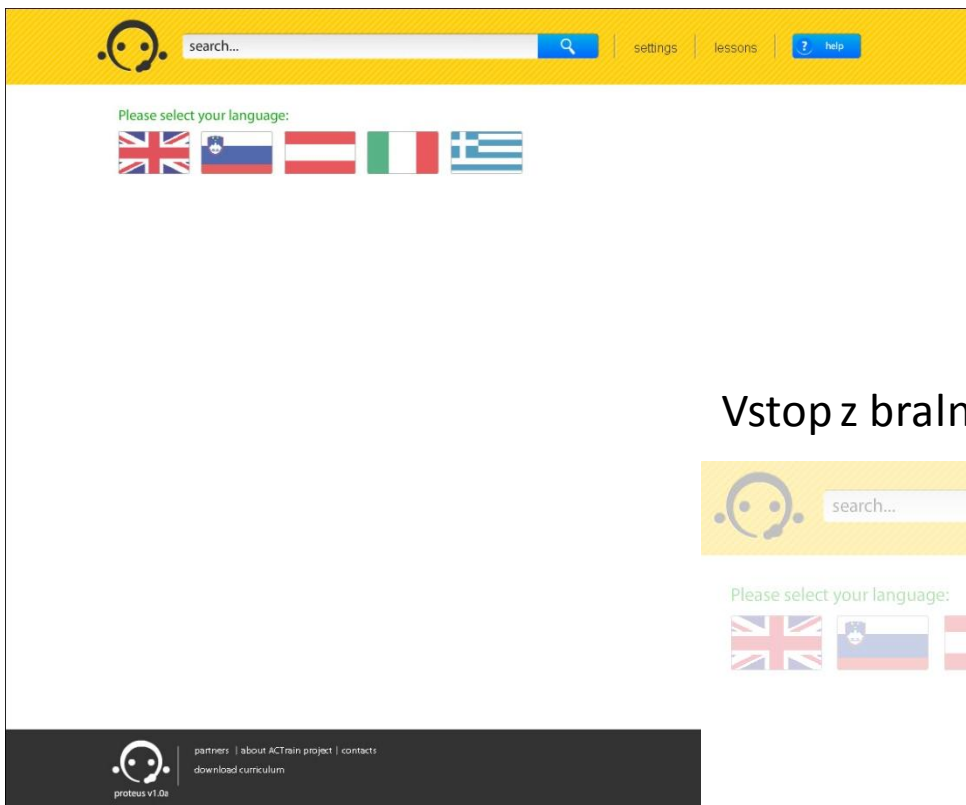 search...
settings
lessons
? help
Please select your language:
Vstop z
search...
Please select your language:
partners | about ACTrain project | contacts
download curriculum
proteus v1.0a